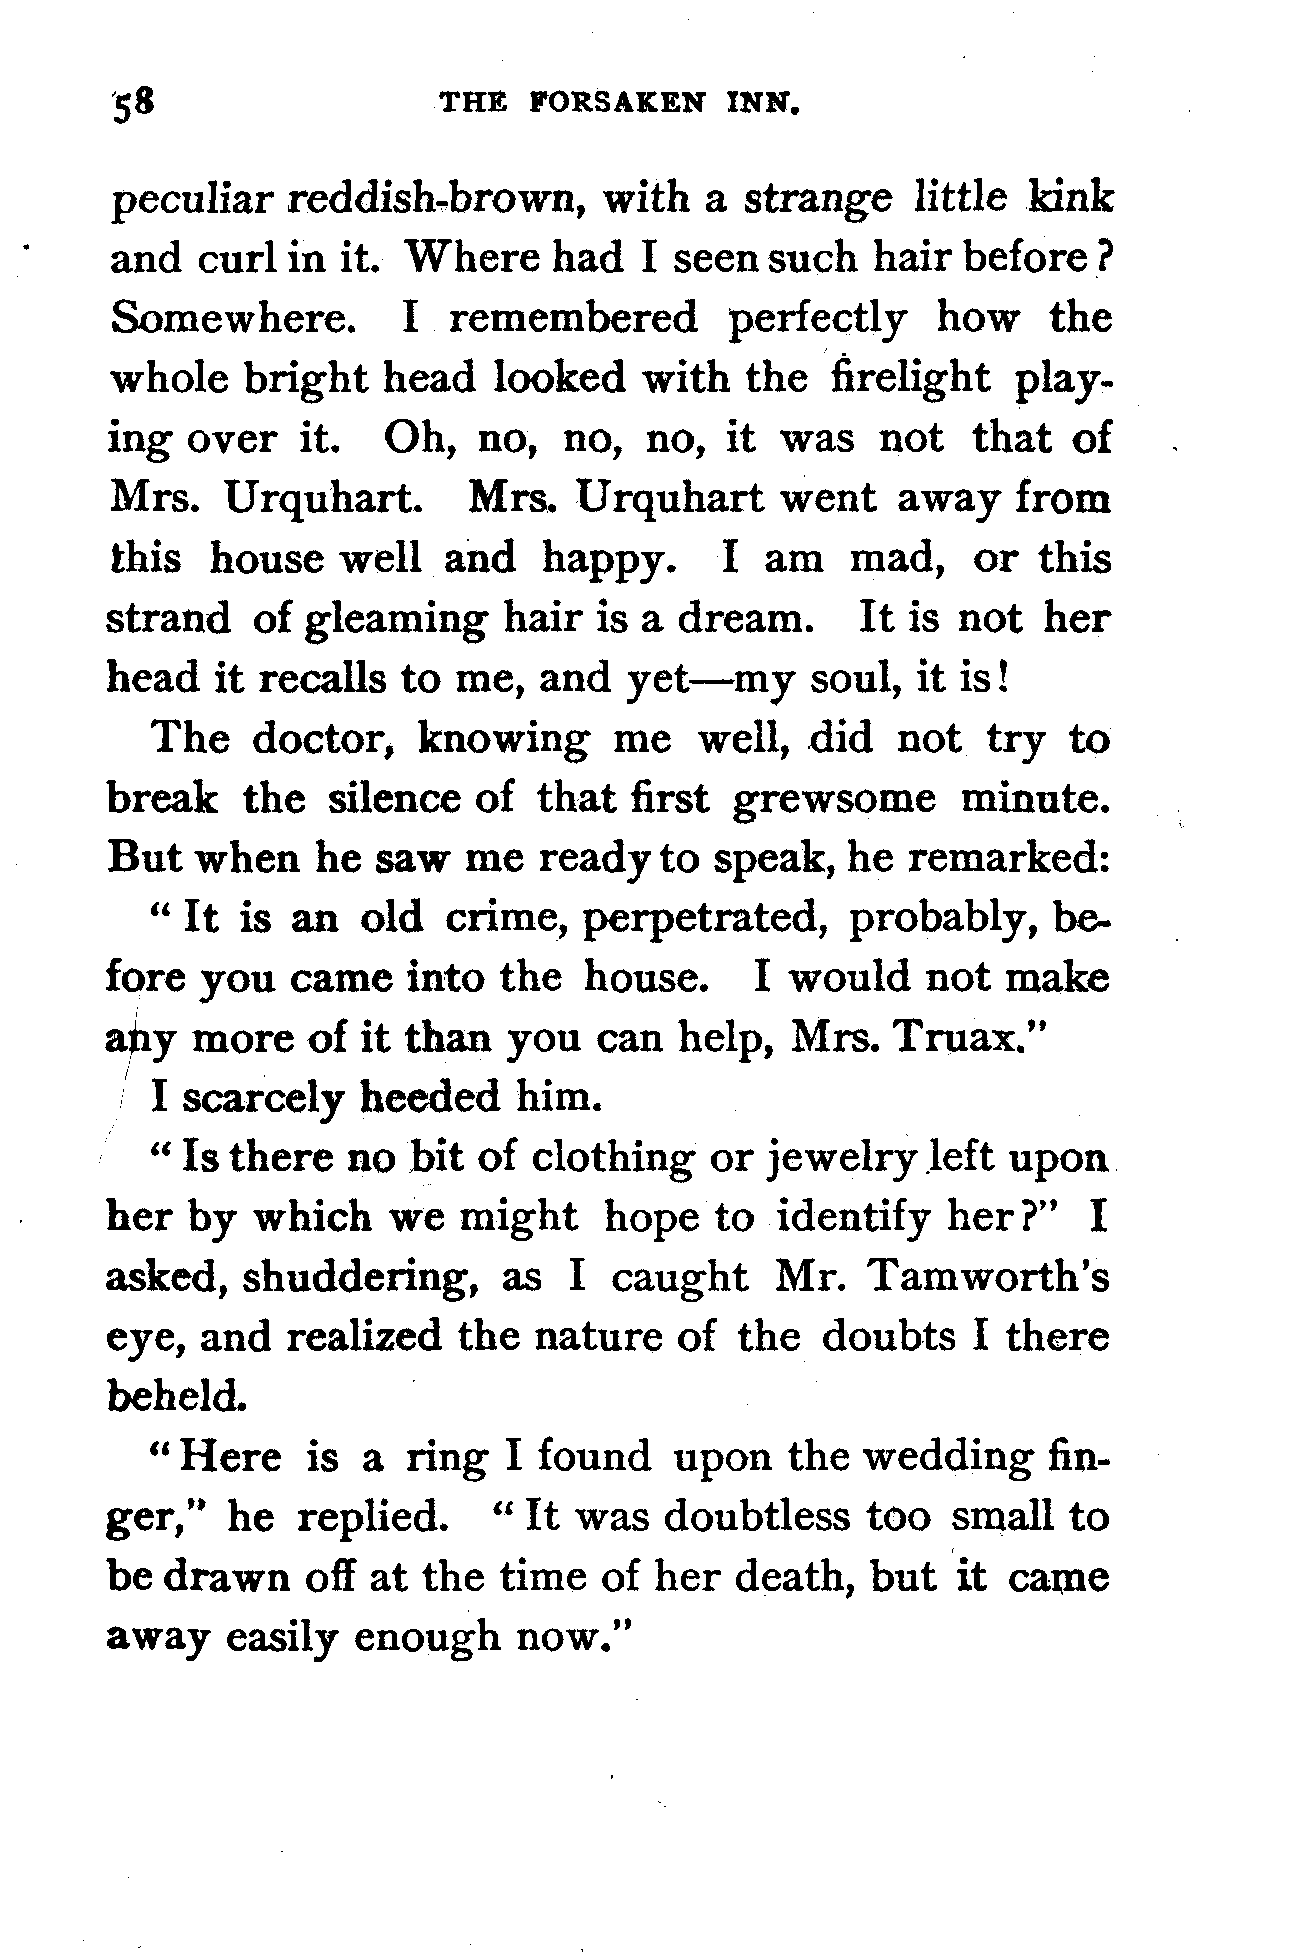 58 THE FORSAKEN INN.
peculiar reddish-brown, with a strange little kink
and curl in it. Where had I seen such hair before?
Somewhere. I remembered perfectly how the
whole bright head looked with the firelight play-
ing over it. Oh, no, no, no, it was not that of
Mrs. Urquhart. Mrs. Urquhart went away from
this house well and happy. I am mad, or this
strand of gleaming hair is a dream. It is not her
head it recalls to me, and yet—my soul, it is!
The doctor, knowing me well, did not try to
break the silence of that first grewsome minute.
But when he saw me ready to speak, he remarked:
"It is an old crime, perpetrated, probably, be-
fore you came into the house. I would not make
any more of it than you can help, Mrs. Truax."
I scarcely heeded him.
"Is there no bit of clothing or jewelry left upon
her by which we might hope to identify her?" I
asked, shuddering, as I caught Mr. Tamworth's
eye, and realized the nature of the doubts I there
beheld.
"Here is a ring I found upon the wedding fin-
ger," he replied. "It was doubtless too small to
be drawn off at the time of her death, but it came
away easily enough now."